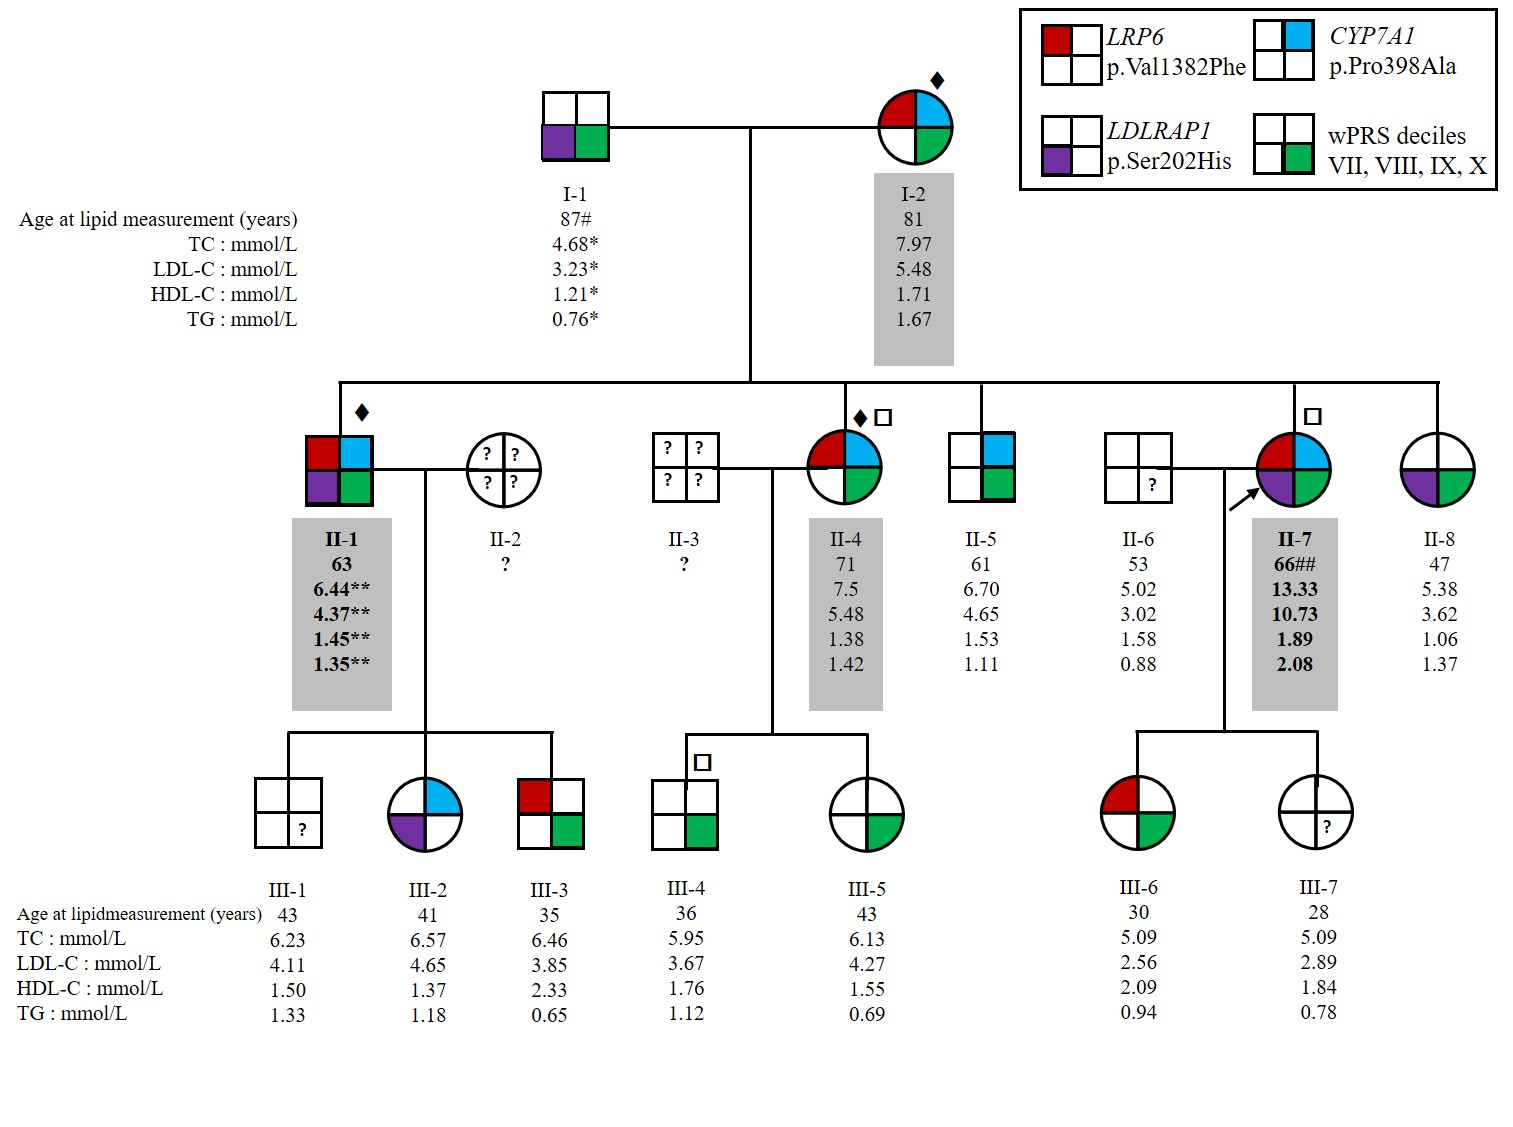 LRP6
p.Val1382Phe
CYP7A1
p.Pro398Ala
LDLRAP1
p.Ser202His
wPRS deciles
VII, VIII, IX, X
♦
I-1 I-2
Age at lipid measurement (years) 87# 81
TC : mmol/L 4.68* 7.97
LDL-C : mmol/L 3.23* 5.48
HDL-C : mmol/L 1.21* 1.71
TG : mmol/L 0.76* 1.67
♦ ♦ □ □
? ? ? ?
? ? ? ? ?
II-1 II-2 II-3 II-4 II-5 II-6 II-7 II-8
63 ? ? 71 61 53 66## 47
6.44** 7.5 6.70 5.02 13.33 5.38
4.37** 5.48 4.65 3.02 10.73 3.62
1.45** 1.38 1.53 1.58 1.89 1.06
1.35** 1.42 1.11 0.88 2.08 1.37
□
? ?
III-1 III-2 III-3 III-4 III-5 III-6 III-7
Age at lipidmeasurement (years) 43 41 35 36 43 30 28
TC : mmol/L 6.23 6.57 6.46 5.95 6.13 5.09 5.09
LDL-C : mmol/L 4.11 4.65 3.85 3.67 4.27 2.56 2.89
HDL-C : mmol/L 1.50 1.37 2.33 1.76 1.55 2.09 1.84
TG : mmol/L 1.33 1.18 0.65 1.12 0.69 0.94 0.78